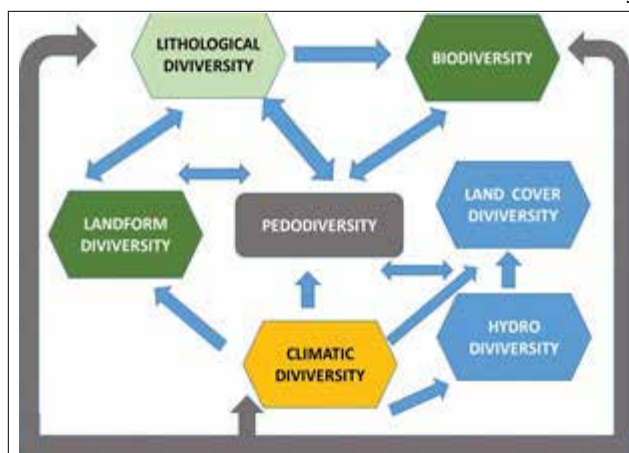 LITHOLOGICAL
DIVIVERSITY
BIODIVERSITY
LANDFORM
DIVIVERSITY
PEDODIVERSITY
LAND COVER
DIVIVERSITY
CLIMATIC
DIVIVERSITY
HYDRO
DIVIVERSITY